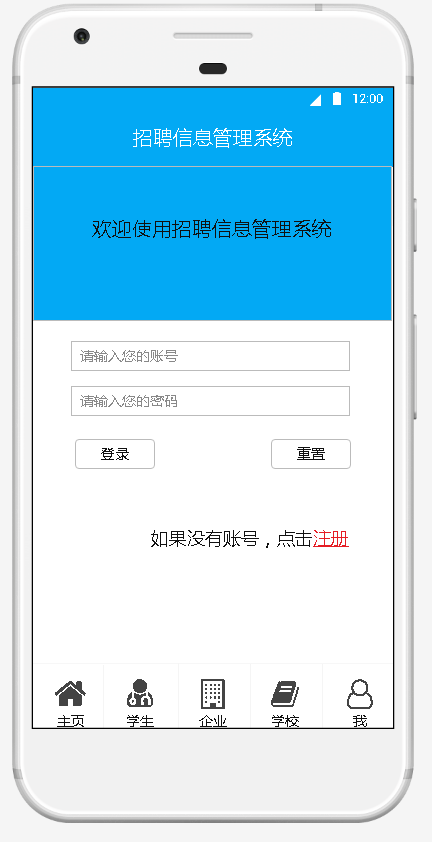 12:00
招聘信息管理系统
欢迎使用招聘信息管理系统
请输入您的账号
请输入您的密码
登录 重置
如果没有账号，点击注册
主页 学生 企业 学校 我